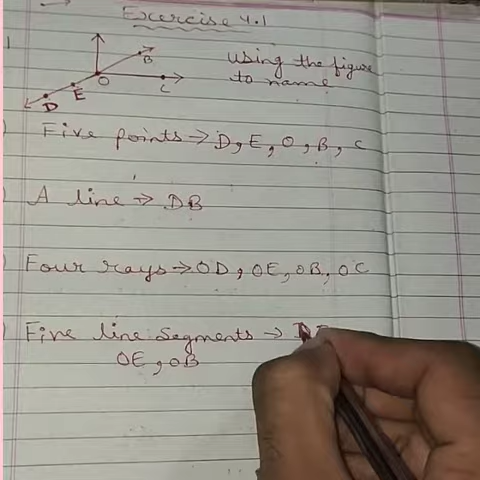 Exercise 4.1
1
B
O
C
E
D
using the figure
to name
) Five points → D, E, O, B, C
) A line → DB
) Four rays → OD, OE, OB, OC
) Five line segments →
OE, OB